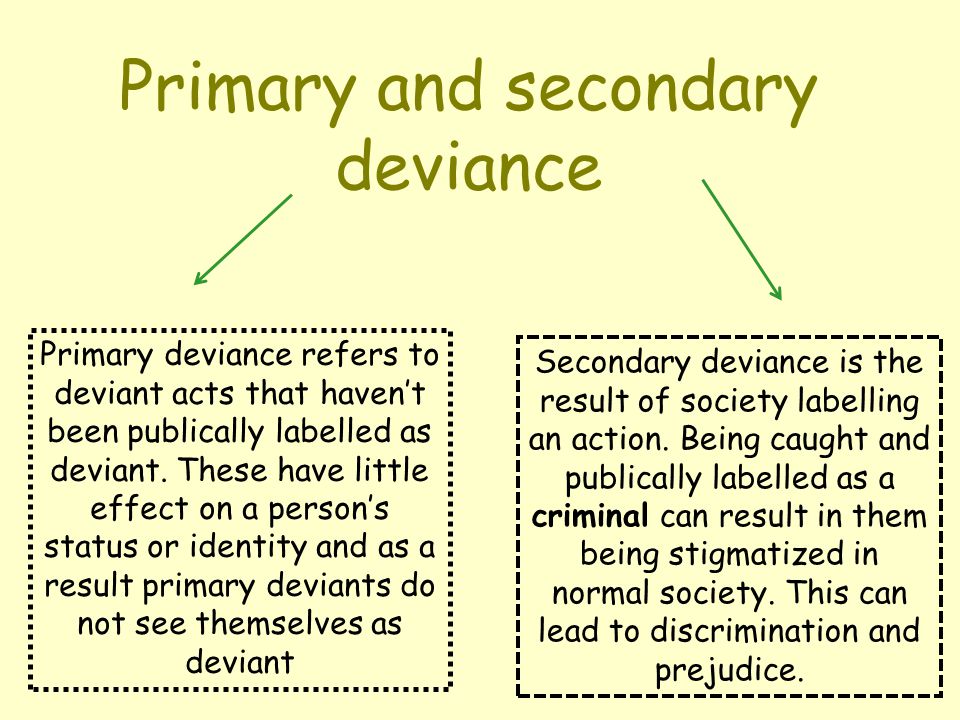 Primary and secondary
deviance
Primary deviance refers to
deviant acts that haven’t
been publically labelled as
deviant. These have little
effect on a person’s
status or identity and as a
result primary deviants do
not see themselves as
deviant
Secondary deviance is the
result of society labelling
an action. Being caught and
publically labelled as a
criminal can result in them
being stigmatized in
normal society. This can
lead to discrimination and
prejudice.